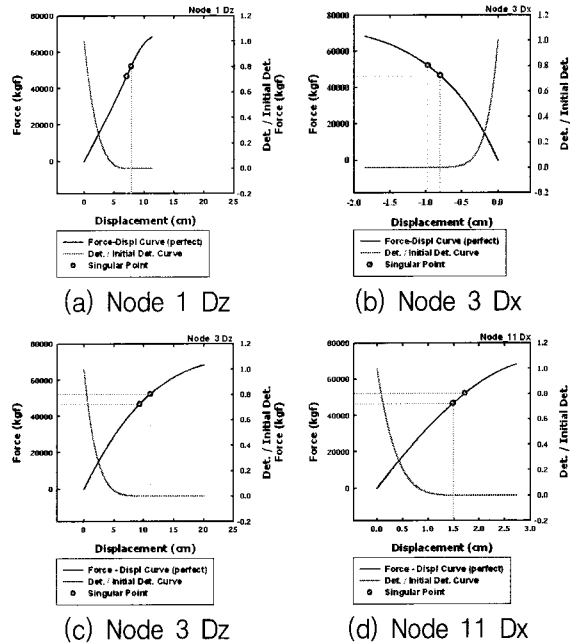 Node 1 Dz
80000
60000
40000
20000
0
Force (kgf)
1.2
1.0
0.8
0.6
0.4
0.2
0.0
-0.2
Det. / Initial Det.
Force (kgf)
-5
0
5
10
15
20
25
Displacement (cm)
Force-Displ Curve (perfect)
Det. / Initial Det. Curve
Singular Point
(a) Node 1 Dz
Node 3 Dx
80000
60000
40000
20000
0
1.2
1.0
0.8
0.6
0.4
0.2
0.0
-0.2
Det. / Initial Det.
-2.0
-1.5
-1.0
-0.5
0.0
Displacement (cm)
Force-Displ Curve (perfect)
Det. / Initial Det. Curve
Singular Point
(b) Node 3 Dx
Node 3 Dz
80000
60000
40000
20000
0
Force (kgf)
1.2
1.0
0.8
0.6
0.4
0.2
0.0
-0.2
Det. / Initial Det.
Force (kgf)
-5
0
5
10
15
20
25
Displacement (cm)
Force - Displ Curve (perfect)
Det. / Initial Det. Curve
Singular Point
(c) Node 3 Dz
Node 11 Dx
80000
60000
40000
20000
0
1.2
1.0
0.8
0.6
0.4
0.2
0.0
-0.2
Det. / Initial Det.
0.0
0.5
1.0
1.5
2.0
2.5
3.0
Displacement (cm)
Force - Displ Curve (perfect)
Det. / Initial Det. Curve
Singular Point
(d) Node 11 Dx